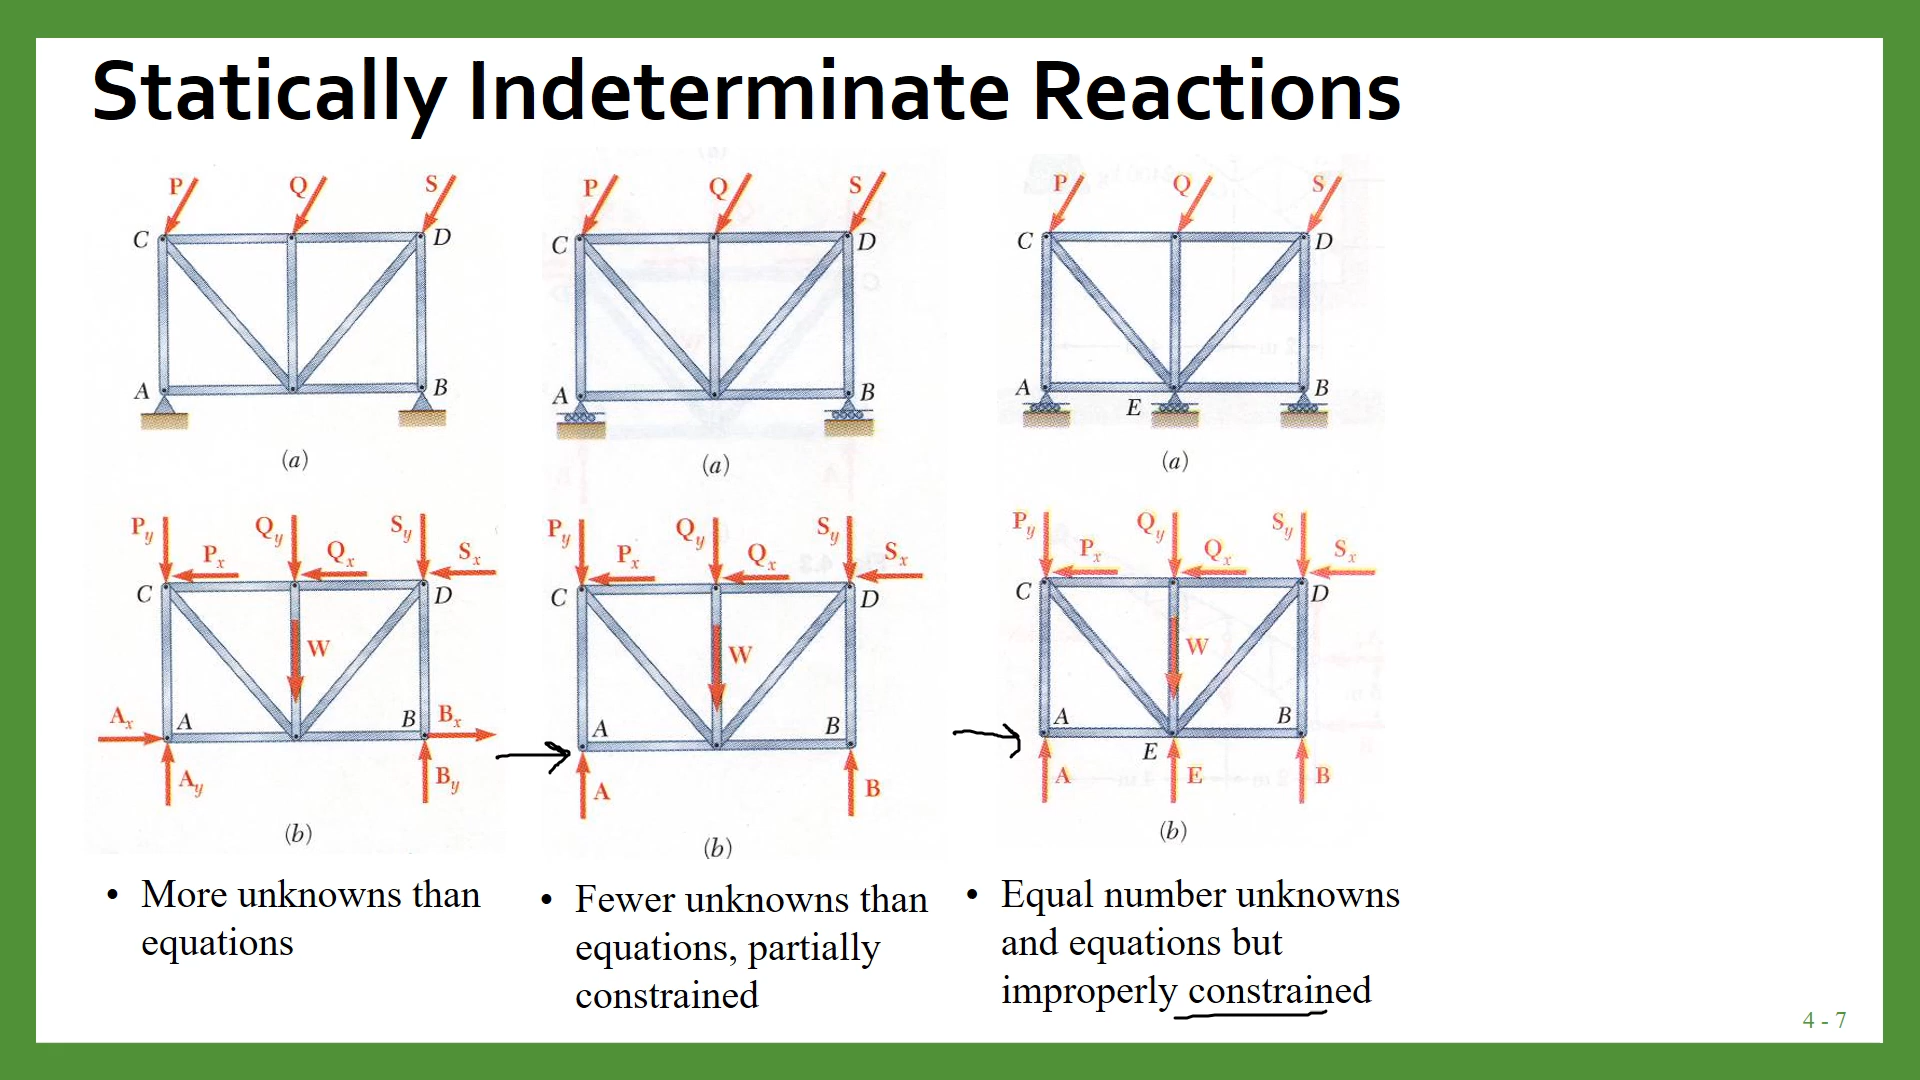 Statically Indeterminate Reactions
P Q S
C D
A B
(a)
P Q S
C D
A B
(a)
P Q S
C D
A B
E
(a)
Py Qy Sy
Px Qx Sx
C D
W
Ax A B Bx
Ay By
(b)
Py Qy Sy
Px Qx Sx
C D
W
A B
A B
(b)
Py Qy Sy
Px Qx Sx
C D
W
A B
E
A E B
(b)
• More unknowns than
equations
• Fewer unknowns than
equations, partially
constrained
• Equal number unknowns
and equations but
improperly constrained
4 - 7